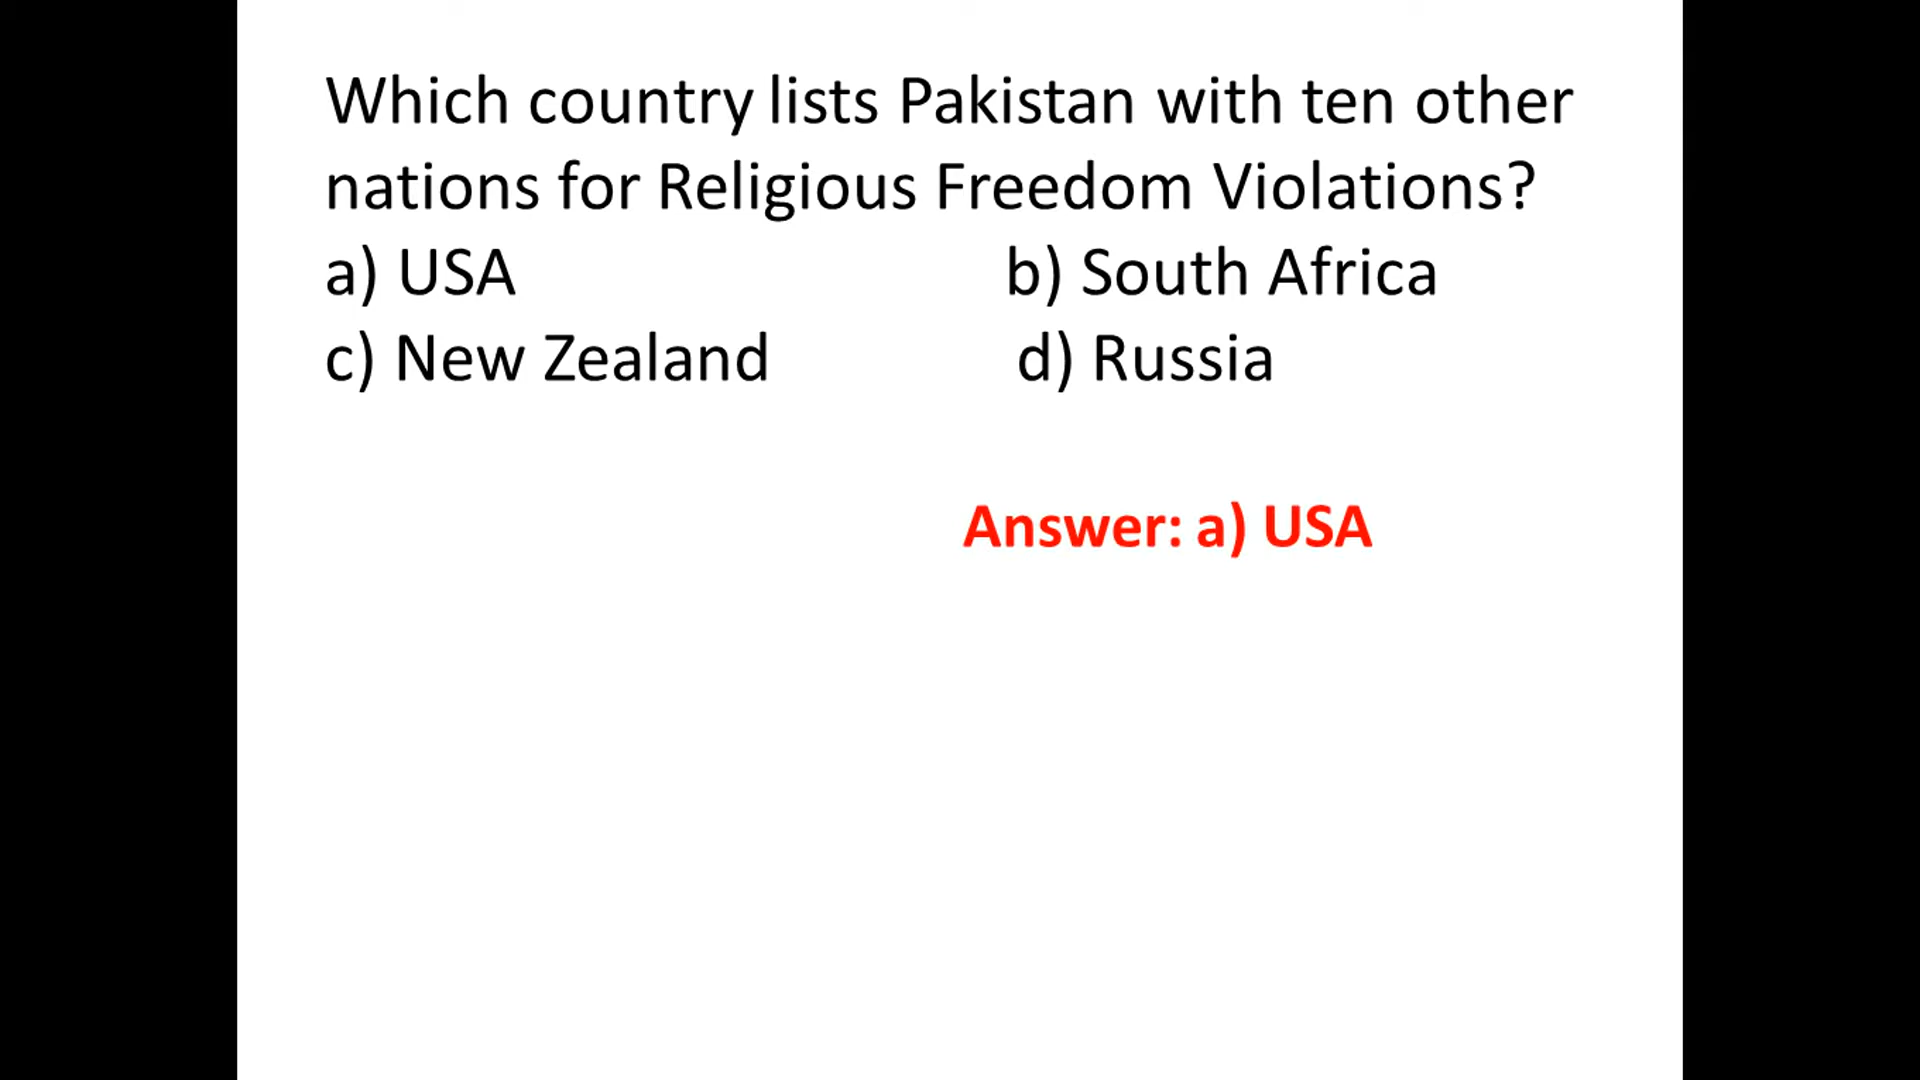 Which country lists Pakistan with ten other
nations for Religious Freedom Violations?
a) USA b) South Africa
c) New Zealand d) Russia
Answer: a) USA